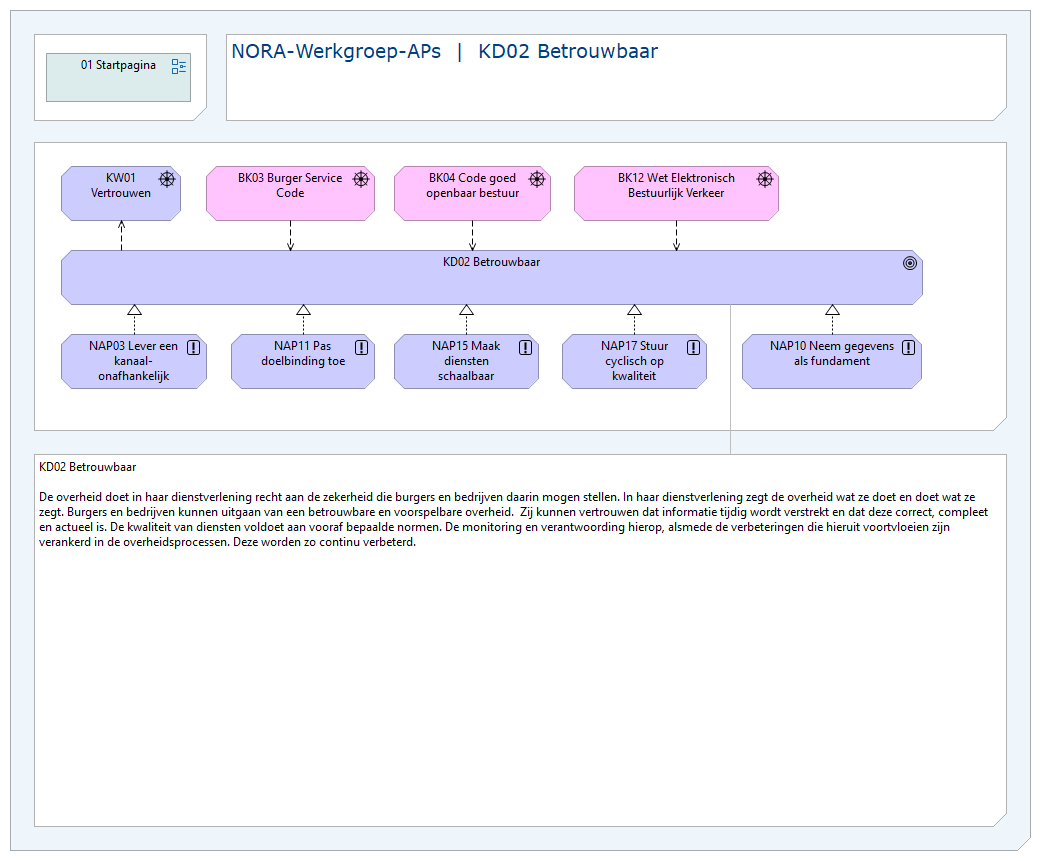 01 Startpagina
NORA-Werkgroep-APs | KD02 Betrouwbaar
KW01
Vertrouwen
BK03 Burger Service
Code
BK04 Code goed
openbaar bestuur
BK12 Wet Elektronisch
Bestuurlijk Verkeer
KD02 Betrouwbaar
NAP03 Lever een
kanaal-
onafhankelijk
NAP11 Pas
doelbinding toe
NAP15 Maak
diensten
schaalbaar
NAP17 Stuur
cyclisch op
kwaliteit
NAP10 Neem gegevens
als fundament
KD02 Betrouwbaar
De overheid doet in haar dienstverlening recht aan de zekerheid die burgers en bedrijven daarin mogen stellen. In haar dienstverlening zegt de overheid wat ze doet en doet wat ze
zegt. Burgers en bedrijven kunnen uitgaan van een betrouwbare en voorspelbare overheid.  Zij kunnen vertrouwen dat informatie tijdig wordt verstrekt en dat deze correct, compleet
en actueel is. De kwaliteit van diensten voldoet aan vooraf bepaalde normen. De monitoring en verantwoording hierop, alsmede de verbeteringen die hieruit voortvloeien zijn
verankerd in de overheidsprocessen. Deze worden zo continu verbeterd.